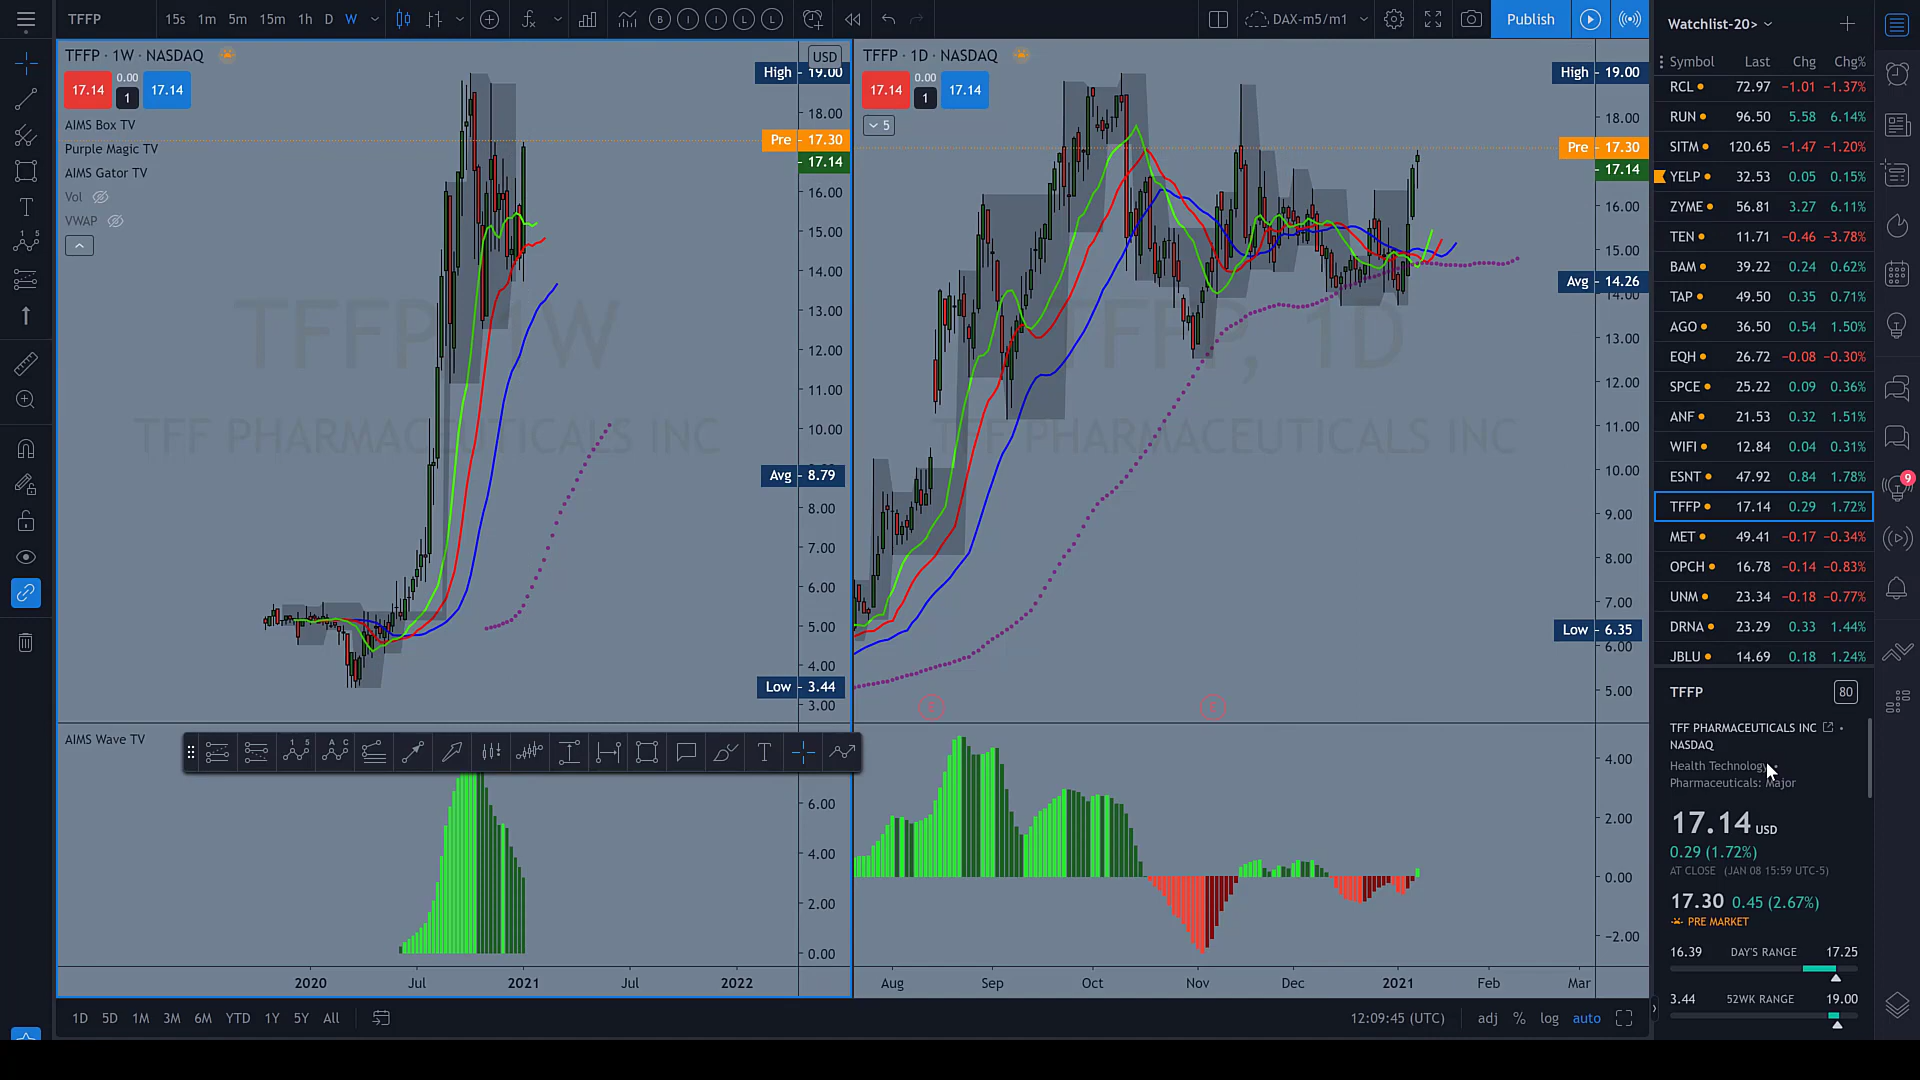 TFFP 15s 1m 5m 15m 1h D W DAX-m5/m1 Publish
B I I L L
TFFP · 1W • NASDAQ
17.14 0.00 1 17.14
AIMS Box TV
Purple Magic TV
AIMS Gator TV
Vol
VWAP
USD
High 19.00
18.00
Pre 17.30
17.14
16.00
15.00
14.00
13.00
12.00
11.00
10.00
Avg 8.79
8.00
7.00
6.00
5.00
4.00
Low 3.44
3.00
TFFP, 1W
TFF PHARMACEUTICALS INC
AIMS Wave TV
6.00
4.00
2.00
0.00
2020 Jul 2021 Jul 2022
TFFP · 1D • NASDAQ
17.14 0.00 1 17.14
5
High 19.00
18.00
Pre 17.30
17.14
16.00
15.00
Avg 14.26
14.00
13.00
12.00
11.00
10.00
9.00
8.00
7.00
Low 6.35
6.00
5.00
TFFP, 1D
TFF PHARMACEUTICALS INC
E E
4.00
2.00
0.00
−2.00
Aug Sep Oct Nov Dec 2021 Feb Mar
1D 5D 1M 3M 6M YTD 1Y 5Y All
12:09:45 (UTC) adj % log auto
Watchlist-20>
Symbol Last Chg Chg%
RCL 72.97 −1.01 −1.37%
RUN 96.50 5.58 6.14%
SITM 120.65 −1.47 −1.20%
YELP 32.53 0.05 0.15%
ZYME 56.81 3.27 6.11%
TEN 11.71 −0.46 −3.78%
BAM 39.22 0.24 0.62%
TAP 49.50 0.35 0.71%
AGO 36.50 0.54 1.50%
EQH 26.72 −0.08 −0.30%
SPCE 25.22 0.09 0.36%
ANF 21.53 0.32 1.51%
WIFI 12.84 0.04 0.31%
ESNT 47.92 0.84 1.78%
TFFP 17.14 0.29 1.72%
MET 49.41 −0.17 −0.34%
OPCH 16.78 −0.14 −0.83%
UNM 23.34 −0.18 −0.77%
DRNA 23.29 0.33 1.44%
JBLU 14.69 0.18 1.24%
9
TFFP 80
TFF PHARMACEUTICALS INC •
NASDAQ
Health Technology •
Pharmaceuticals: Major
17.14 USD
0.29 (1.72%)
AT CLOSE (JAN 08 15:59 UTC-5)
17.30 0.45 (2.67%)
PRE MARKET
16.39 DAY'S RANGE 17.25
3.44 52WK RANGE 19.00